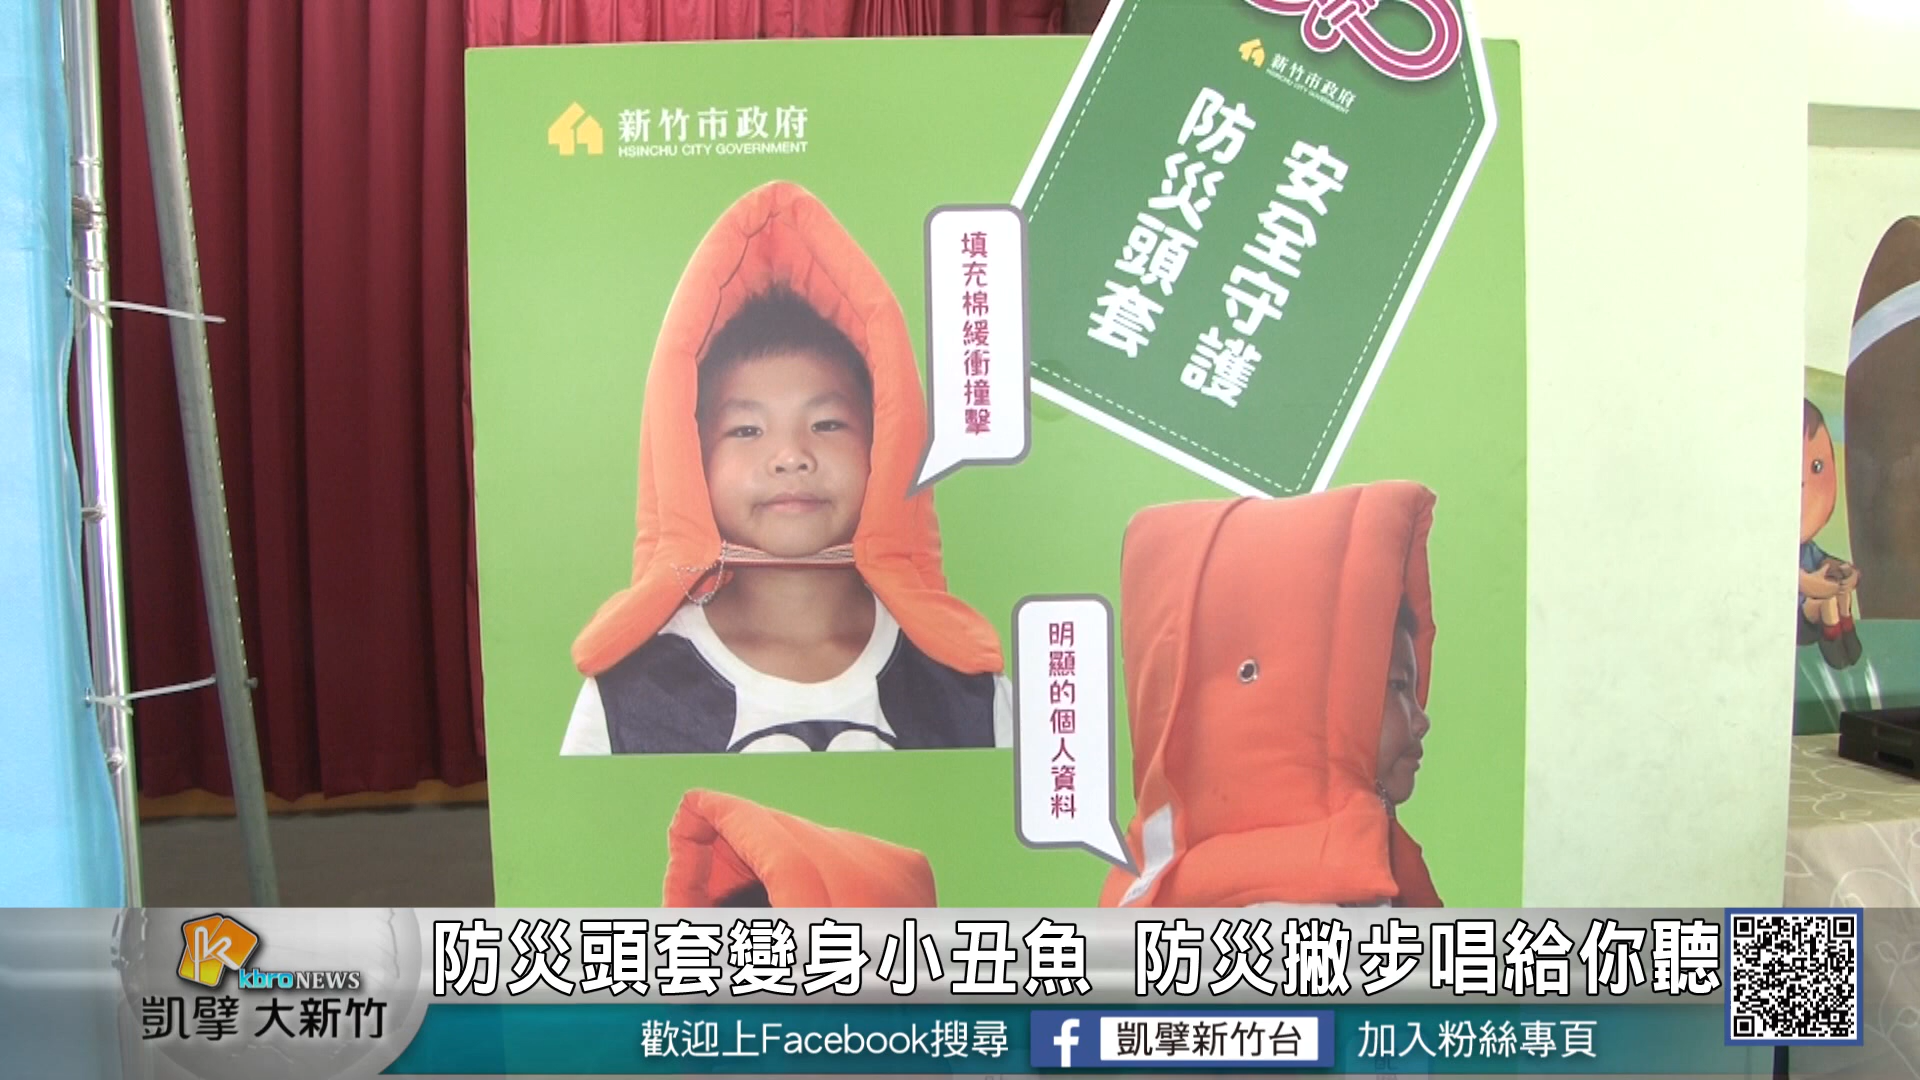 新竹市政府
HSINCHU CITY GOVERNMENT
新竹市政府
HSINCHU CITY GOVERNMENT
安全守護
防災頭套
填充棉緩衝撞擊
明顯的個人資料
kbro NEWS
凱擘 大新竹
防災頭套變身小丑魚 防災撇步唱給你聽
歡迎上Facebook搜尋 凱擘新竹台 加入粉絲專頁